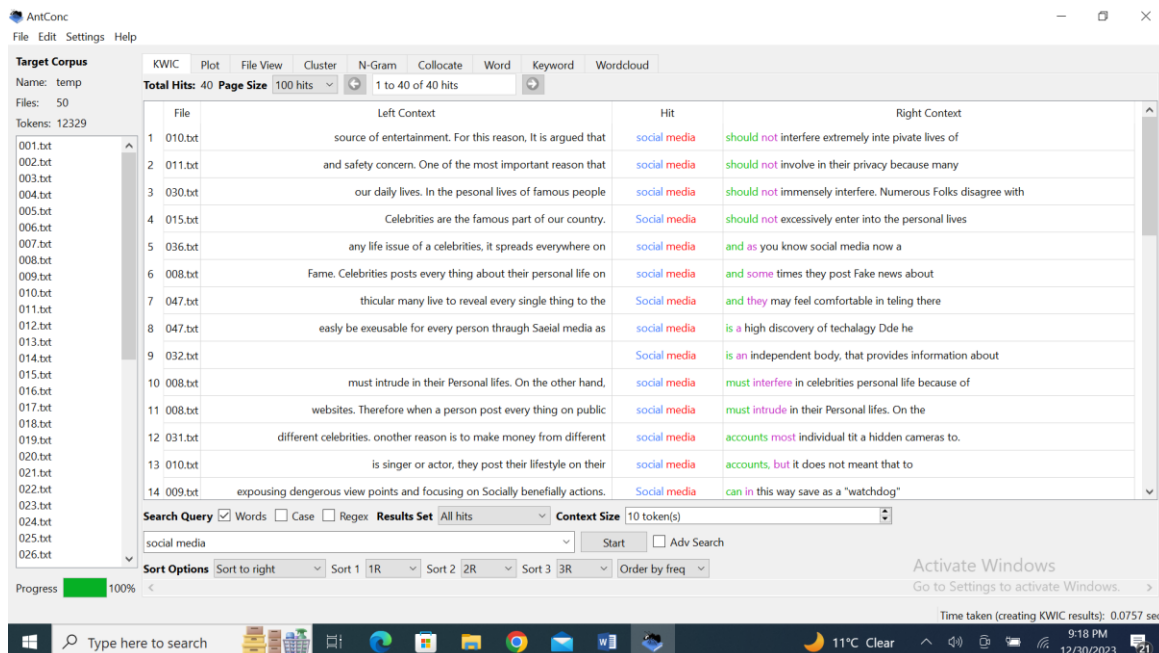 AntConc
File Edit Settings Help
Target Corpus
Name: temp
Files: 50
Tokens: 12329
001.txt
002.txt
003.txt
004.txt
005.txt
006.txt
007.txt
008.txt
009.txt
010.txt
011.txt
012.txt
013.txt
014.txt
015.txt
016.txt
017.txt
018.txt
019.txt
020.txt
021.txt
022.txt
023.txt
024.txt
025.txt
026.txt
Progress 100%
KWIC Plot File View Cluster N-Gram Collocate Word Keyword Wordcloud
Total Hits: 40 Page Size 100 hits 1 to 40 of 40 hits
File Left Context Hit Right Context
1 010.txt source of entertainment. For this reason, It is argued that social media should not interfere extremely inte pivate lives of
2 011.txt and safety concern. One of the most important reason that social media should not involve in their privacy because many
3 030.txt our daily lives. In the pesonal lives of famous people social media should not immensely interfere. Numerous Folks disagree with
4 015.txt Celebrities are the famous part of our country. Social media should not excessively enter into the personal lives
5 036.txt any life issue of a celebrities, it spreads everywhere on social media and as you know social media now a
6 008.txt Fame. Celebrities posts every thing about their personal life on social media and some times they post Fake news about
7 047.txt thicular many live to reveal every single thing to the Social media and they may feel comfortable in teling there
8 047.txt easly be exeusable for every person thraugh Saeial media as social media is a high discovery of techalagy Dde he
9 032.txt Social media is an independent body, that provides information about
10 008.txt must intrude in their Personal lifes. On the other hand, social media must interfere in celebrities personal life because of
11 008.txt websites. Therefore when a person post every thing on public social media must intrude in their Personal lifes. On the
12 031.txt different celebrities. onother reason is to make money from different social media accounts most individual tit a hidden cameras to.
13 010.txt is singer or actor, they post their lifestyle on their social media accounts, but it does not meant that to
14 009.txt expousing dengerous view points and focusing on Socially benefially actions. Social media can in this way save as a "watchdog"
Search Query Words Case Regex Results Set All hits Context Size 10 token(s)
social media Start Adv Search
Sort Options Sort to right Sort 1 1R Sort 2 2R Sort 3 3R Order by freq
Activate Windows
Go to Settings to activate Windows.
Time taken (creating KWIC results): 0.0757 sec
Type here to search
11°C Clear
9:18 PM
12/30/2023
21